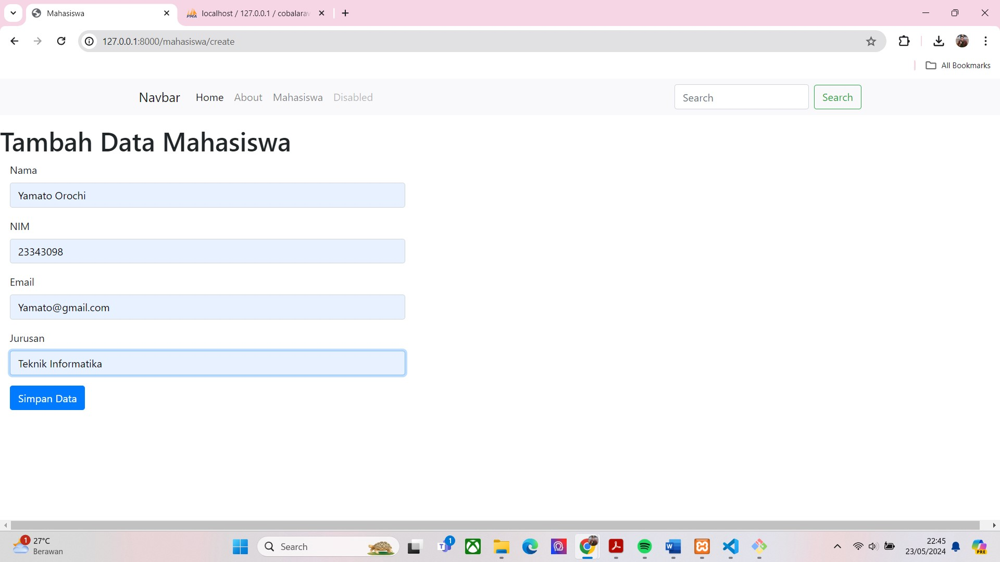 Mahasiswa
localhost / 127.0.0.1 / cobalarav
127.0.0.1:8000/mahasiswa/create
All Bookmarks
Navbar Home About Mahasiswa Disabled Search Search
Tambah Data Mahasiswa
Nama
Yamato Orochi
NIM
23343098
Email
Yamato@gmail.com
Jurusan
Teknik Informatika
Simpan Data
1 27°C
Berawan
Search
1
22:45
23/05/2024
PRE